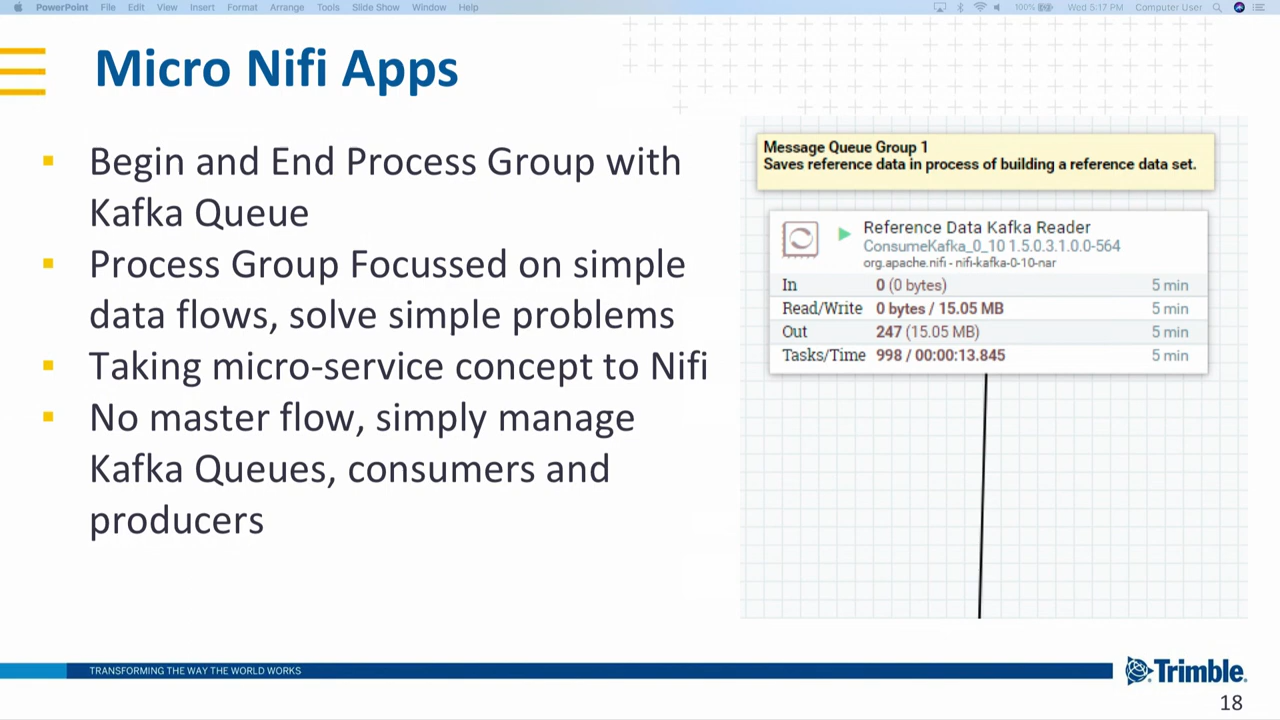 PowerPoint File Edit View Insert Format Arrange Tools Slide Show Window Help 100% Wed 5:17 PM Computer User
Micro Nifi Apps
Begin and End Process Group with
Kafka Queue
Process Group Focussed on simple
data flows, solve simple problems
Taking micro-service concept to Nifi
No master flow, simply manage
Kafka Queues, consumers and
producers
Message Queue Group 1
Saves reference data in process of building a reference data set.
Reference Data Kafka Reader
ConsumeKafka_0_10 1.5.0.3.1.0.0-564
org.apache.nifi - nifi-kafka-0-10-nar
In 0 (0 bytes) 5 min
Read/Write 0 bytes / 15.05 MB 5 min
Out 247 (15.05 MB) 5 min
Tasks/Time 998 / 00:00:13.845 5 min
TRANSFORMING THE WAY THE WORLD WORKS
Trimble.
18